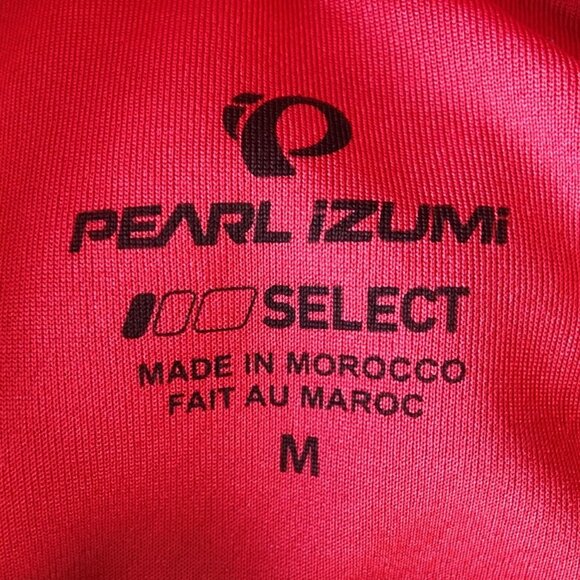 PEARL iZUMi
SELECT
MADE IN MOROCCO
FAIT AU MAROC
M